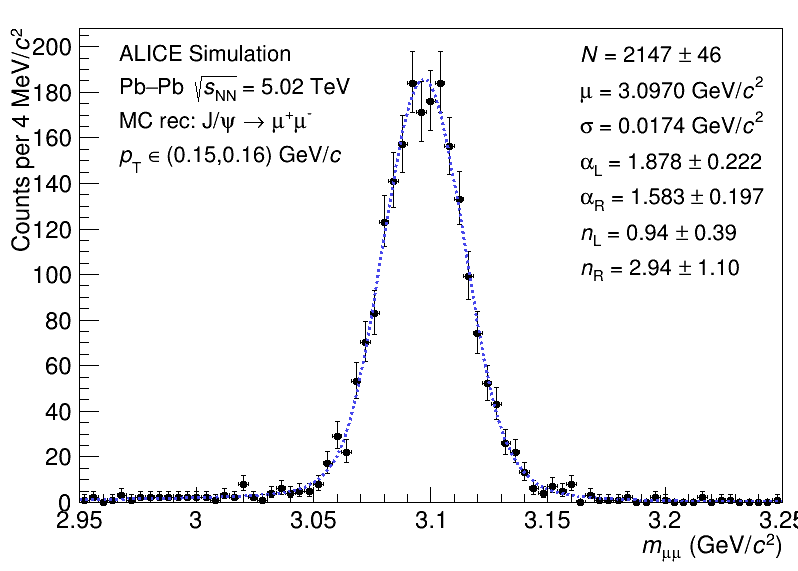 ALICE Simulation
Pb–Pb √sNN = 5.02 TeV
MC rec: J/ψ → μ⁺μ⁻
pT ∈ (0.15,0.16) GeV/c
N = 2147 ± 46
μ = 3.0970 GeV/c²
σ = 0.0174 GeV/c²
αL = 1.878 ± 0.222
αR = 1.583 ± 0.197
nL = 0.94 ± 0.39
nR = 2.94 ± 1.10
Counts per 4 MeV/c²
200
180
160
140
120
100
80
60
40
20
0
2.95 3 3.05 3.1 3.15 3.2 3.25
mμμ (GeV/c²)